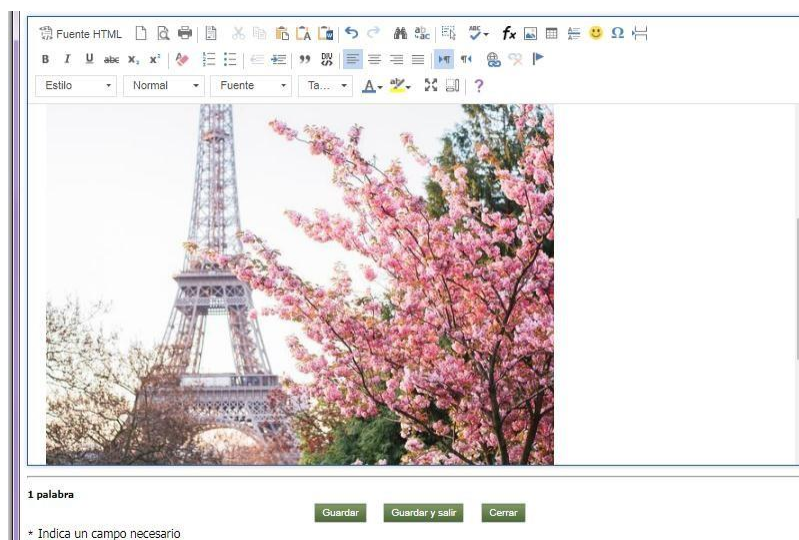 Fuente HTML
Estilo Normal Fuente Ta...
1 palabra
Guardar Guardar y salir Cerrar
* Indica un campo necesario